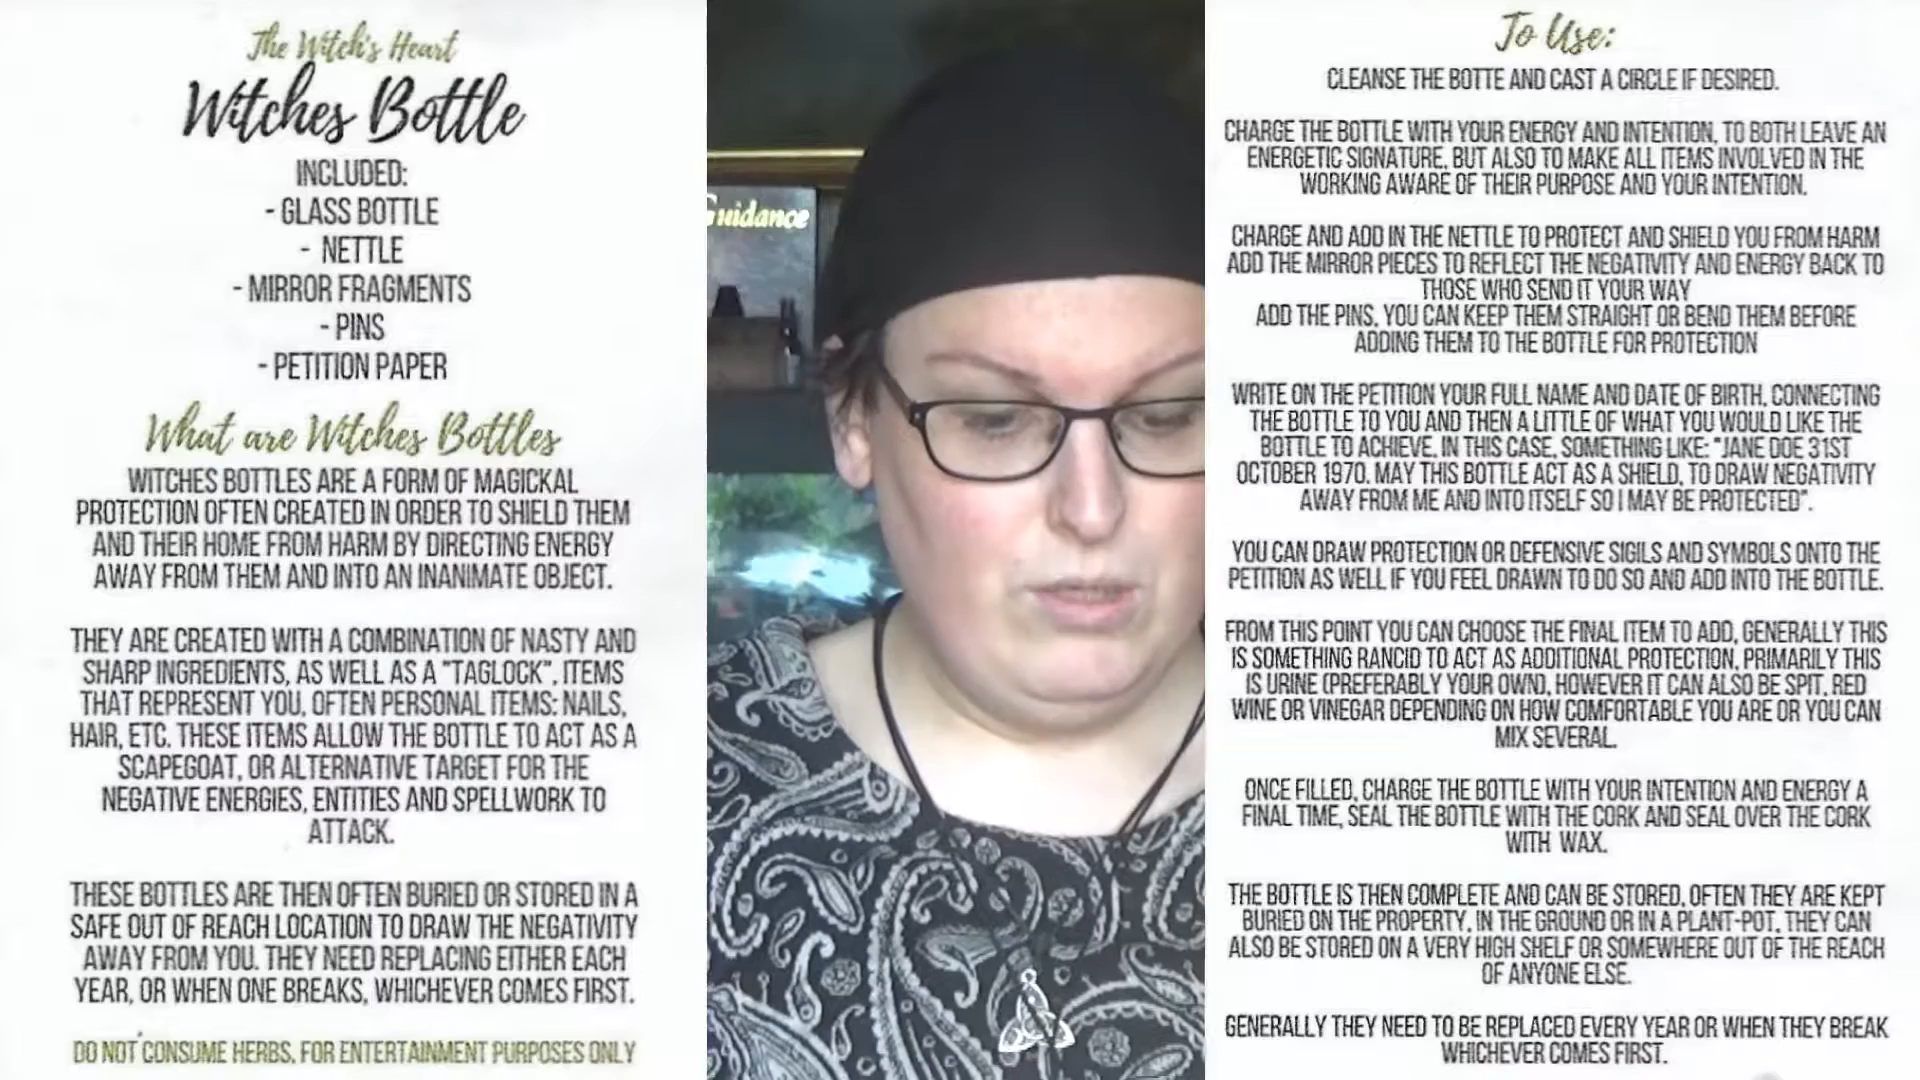 The Witch's Heart
Witches Bottle
INCLUDED:
- GLASS BOTTLE
- NETTLE
- MIRROR FRAGMENTS
- PINS
- PETITION PAPER
What are Witches Bottles
WITCHES BOTTLES ARE A FORM OF MAGICKAL
PROTECTION OFTEN CREATED IN ORDER TO SHIELD THEM
AND THEIR HOME FROM HARM BY DIRECTING ENERGY
AWAY FROM THEM AND INTO AN INANIMATE OBJECT.
THEY ARE CREATED WITH A COMBINATION OF NASTY AND
SHARP INGREDIENTS, AS WELL AS A "TAGLOCK", ITEMS
THAT REPRESENT YOU, OFTEN PERSONAL ITEMS: NAILS,
HAIR, ETC. THESE ITEMS ALLOW THE BOTTLE TO ACT AS A
SCAPEGOAT, OR ALTERNATIVE TARGET FOR THE
NEGATIVE ENERGIES, ENTITIES AND SPELLWORK TO
ATTACK.
THESE BOTTLES ARE THEN OFTEN BURIED OR STORED IN A
SAFE OUT OF REACH LOCATION TO DRAW THE NEGATIVITY
AWAY FROM YOU. THEY NEED REPLACING EITHER EACH
YEAR, OR WHEN ONE BREAKS, WHICHEVER COMES FIRST.
DO NOT CONSUME HERBS, FOR ENTERTAINMENT PURPOSES ONLY
Guidance
To Use:
CLEANSE THE BOTTE AND CAST A CIRCLE IF DESIRED.
CHARGE THE BOTTLE WITH YOUR ENERGY AND INTENTION, TO BOTH LEAVE AN
ENERGETIC SIGNATURE, BUT ALSO TO MAKE ALL ITEMS INVOLVED IN THE
WORKING AWARE OF THEIR PURPOSE AND YOUR INTENTION.
CHARGE AND ADD IN THE NETTLE TO PROTECT AND SHIELD YOU FROM HARM
ADD THE MIRROR PIECES TO REFLECT THE NEGATIVITY AND ENERGY BACK TO
THOSE WHO SEND IT YOUR WAY
ADD THE PINS, YOU CAN KEEP THEM STRAIGHT OR BEND THEM BEFORE
ADDING THEM TO THE BOTTLE FOR PROTECTION
WRITE ON THE PETITION YOUR FULL NAME AND DATE OF BIRTH, CONNECTING
THE BOTTLE TO YOU AND THEN A LITTLE OF WHAT YOU WOULD LIKE THE
BOTTLE TO ACHIEVE, IN THIS CASE, SOMETHING LIKE: "JANE DOE 31ST
OCTOBER 1970. MAY THIS BOTTLE ACT AS A SHIELD, TO DRAW NEGATIVITY
AWAY FROM ME AND INTO ITSELF SO I MAY BE PROTECTED".
YOU CAN DRAW PROTECTION OR DEFENSIVE SIGILS AND SYMBOLS ONTO THE
PETITION AS WELL IF YOU FEEL DRAWN TO DO SO AND ADD INTO THE BOTTLE.
FROM THIS POINT YOU CAN CHOOSE THE FINAL ITEM TO ADD, GENERALLY THIS
IS SOMETHING RANCID TO ACT AS ADDITIONAL PROTECTION, PRIMARILY THIS
IS URINE (PREFERABLY YOUR OWN), HOWEVER IT CAN ALSO BE SPIT, RED
WINE OR VINEGAR DEPENDING ON HOW COMFORTABLE YOU ARE OR YOU CAN
MIX SEVERAL.
ONCE FILLED, CHARGE THE BOTTLE WITH YOUR INTENTION AND ENERGY A
FINAL TIME, SEAL THE BOTTLE WITH THE CORK AND SEAL OVER THE CORK
WITH WAX.
THE BOTTLE IS THEN COMPLETE AND CAN BE STORED, OFTEN THEY ARE KEPT
BURIED ON THE PROPERTY, IN THE GROUND OR IN A PLANT-POT, THEY CAN
ALSO BE STORED ON A VERY HIGH SHELF OR SOMEWHERE OUT OF THE REACH
OF ANYONE ELSE.
GENERALLY THEY NEED TO BE REPLACED EVERY YEAR OR WHEN THEY BREAK
WHICHEVER COMES FIRST.